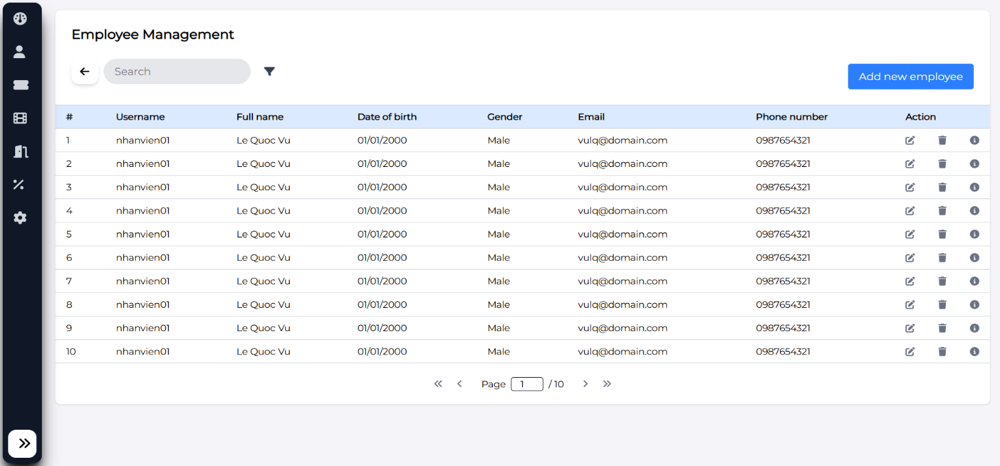 Employee Management
Search
Add new employee
# Username Full name Date of birth Gender Email Phone number Action
1 nhanvien01 Le Quoc Vu 01/01/2000 Male vulq@domain.com 0987654321
2 nhanvien01 Le Quoc Vu 01/01/2000 Male vulq@domain.com 0987654321
3 nhanvien01 Le Quoc Vu 01/01/2000 Male vulq@domain.com 0987654321
4 nhanvien01 Le Quoc Vu 01/01/2000 Male vulq@domain.com 0987654321
5 nhanvien01 Le Quoc Vu 01/01/2000 Male vulq@domain.com 0987654321
6 nhanvien01 Le Quoc Vu 01/01/2000 Male vulq@domain.com 0987654321
7 nhanvien01 Le Quoc Vu 01/01/2000 Male vulq@domain.com 0987654321
8 nhanvien01 Le Quoc Vu 01/01/2000 Male vulq@domain.com 0987654321
9 nhanvien01 Le Quoc Vu 01/01/2000 Male vulq@domain.com 0987654321
10 nhanvien01 Le Quoc Vu 01/01/2000 Male vulq@domain.com 0987654321
Page 1 / 10